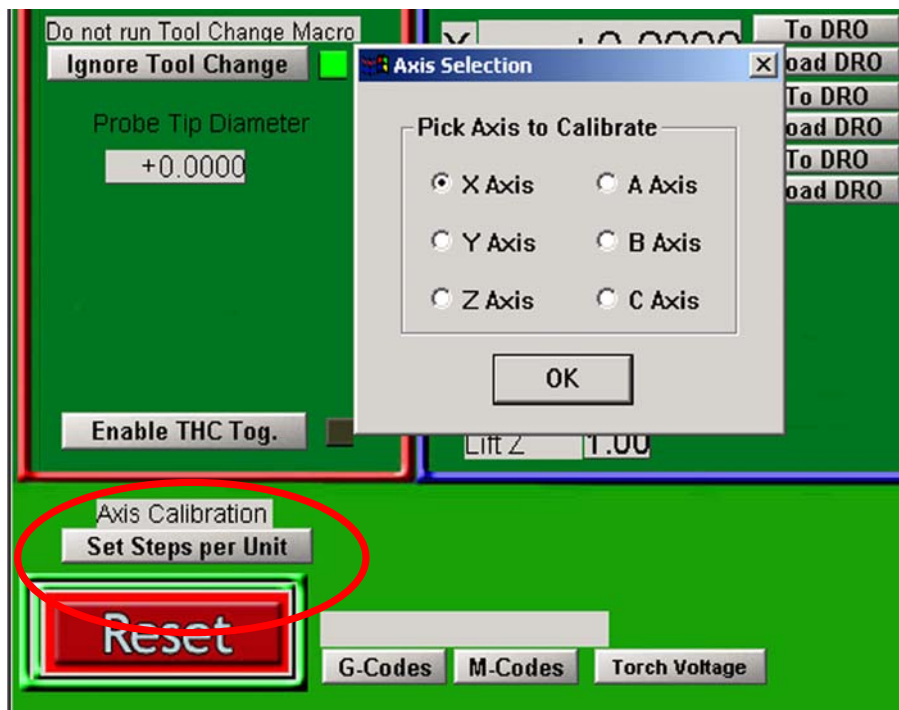 Do not run Tool Change Macro
Ignore Tool Change
Probe Tip Diameter
+0.0000
Enable THC Tog.
X +0.0000
To DRO
oad DRO
To DRO
oad DRO
To DRO
oad DRO
Axis Selection
Pick Axis to Calibrate
X Axis
A Axis
Y Axis
B Axis
Z Axis
C Axis
OK
Lift Z 1.00
Axis Calibration
Set Steps per Unit
Reset
G-Codes
M-Codes
Torch Voltage